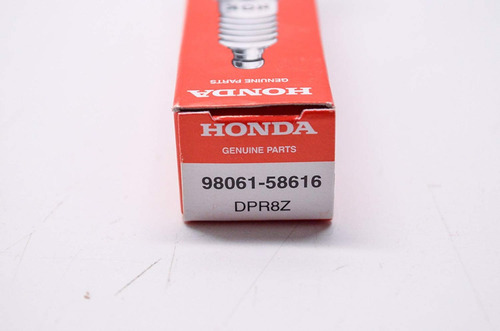 HONDA
GENUINE PARTS
HONDA
GENUINE PARTS
98061-58616
DPR8Z